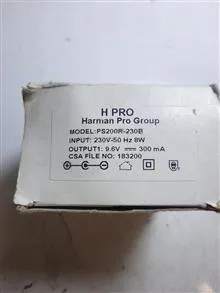 H PRO
Harman Pro Group
MODEL:PS200R-230B
INPUT: 230V-50 Hz 8W
OUTPUT1: 9.6V ⎓ 300 mA
CSA FILE NO: 183200